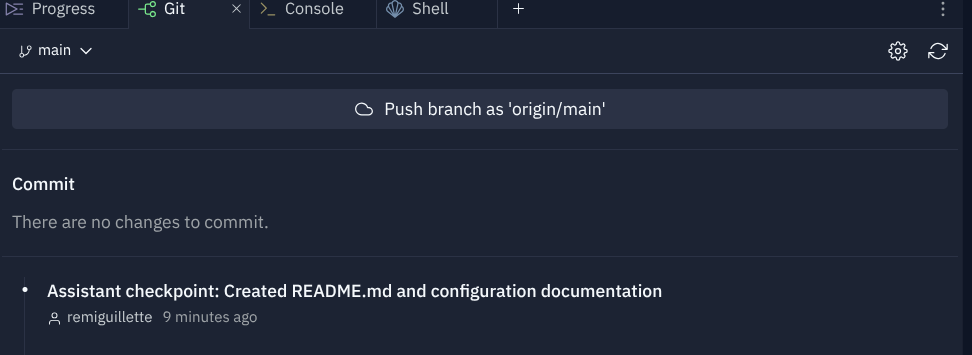 Progress
Git
Console
Shell
main
Push branch as 'origin/main'
Commit
There are no changes to commit.
Assistant checkpoint: Created README.md and configuration documentation
remiguillette 9 minutes ago